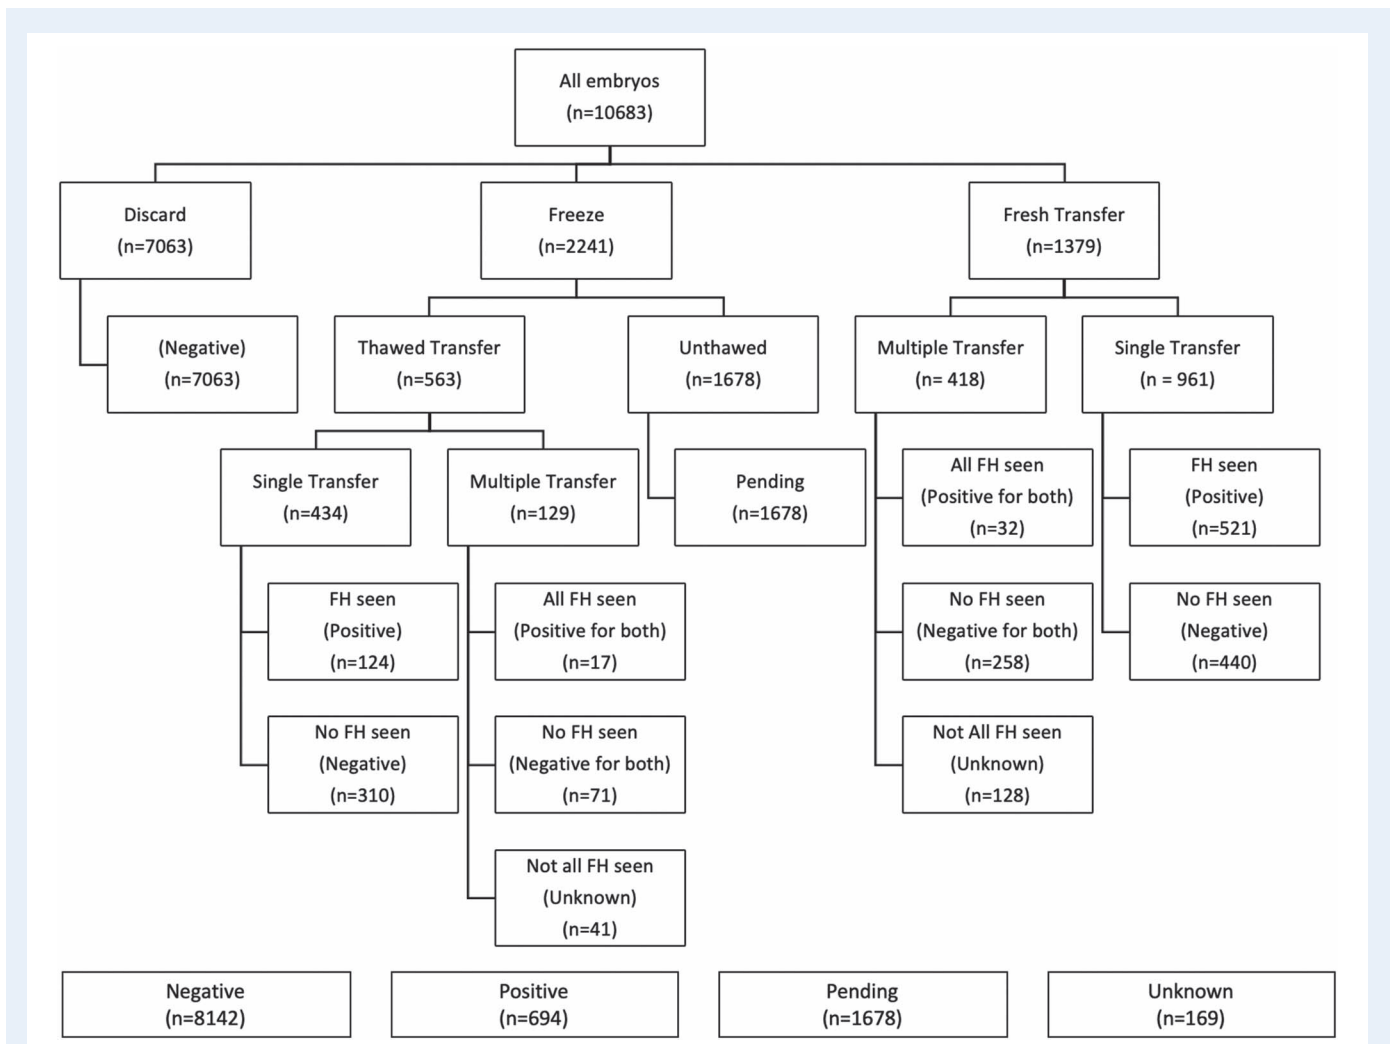 All embryos
(n=10683)
Discard
(n=7063)
Freeze
(n=2241)
Fresh Transfer
(n=1379)
(Negative)
(n=7063)
Thawed Transfer
(n=563)
Unthawed
(n=1678)
Multiple Transfer
(n= 418)
Single Transfer
(n = 961)
Single Transfer
(n=434)
Multiple Transfer
(n=129)
Pending
(n=1678)
All FH seen
(Positive for both)
(n=32)
FH seen
(Positive)
(n=521)
FH seen
(Positive)
(n=124)
All FH seen
(Positive for both)
(n=17)
No FH seen
(Negative for both)
(n=258)
No FH seen
(Negative)
(n=440)
No FH seen
(Negative)
(n=310)
No FH seen
(Negative for both)
(n=71)
Not All FH seen
(Unknown)
(n=128)
Not all FH seen
(Unknown)
(n=41)
Negative
(n=8142)
Positive
(n=694)
Pending
(n=1678)
Unknown
(n=169)